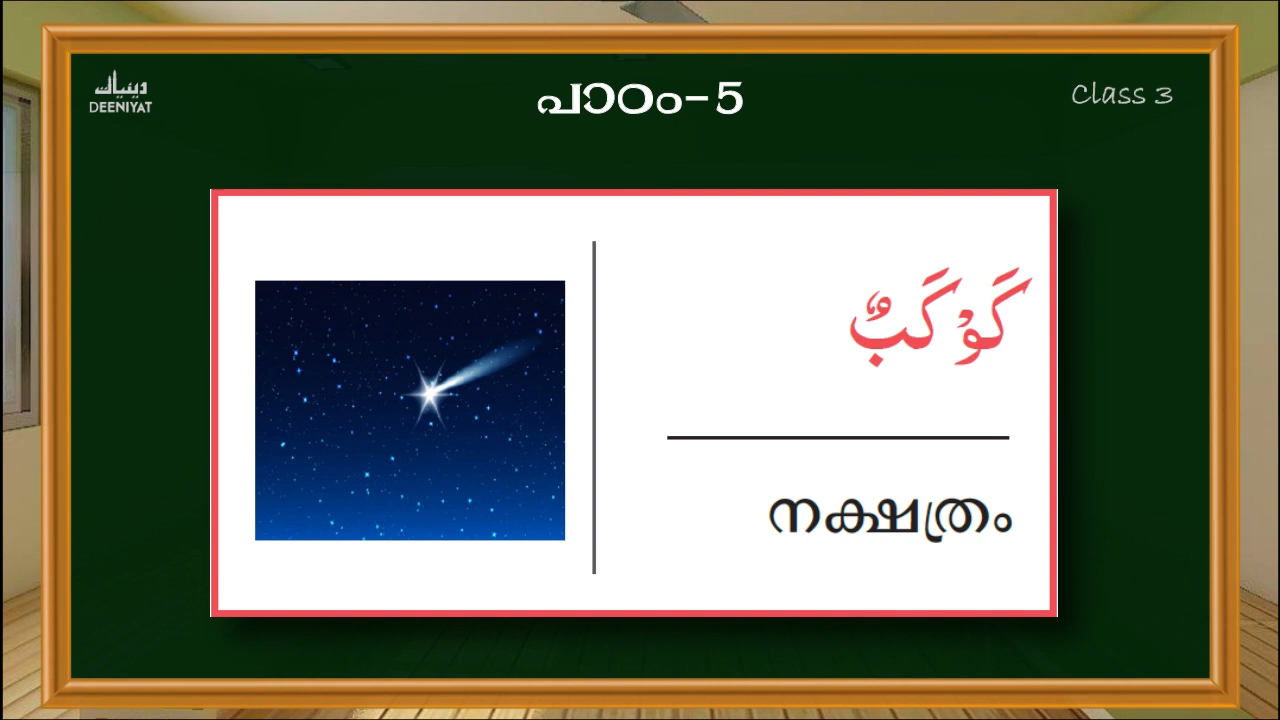 دينيات
DEENIYAT
പാഠം-5
Class 3
كَوْكَبٌ
നക്ഷത്രം